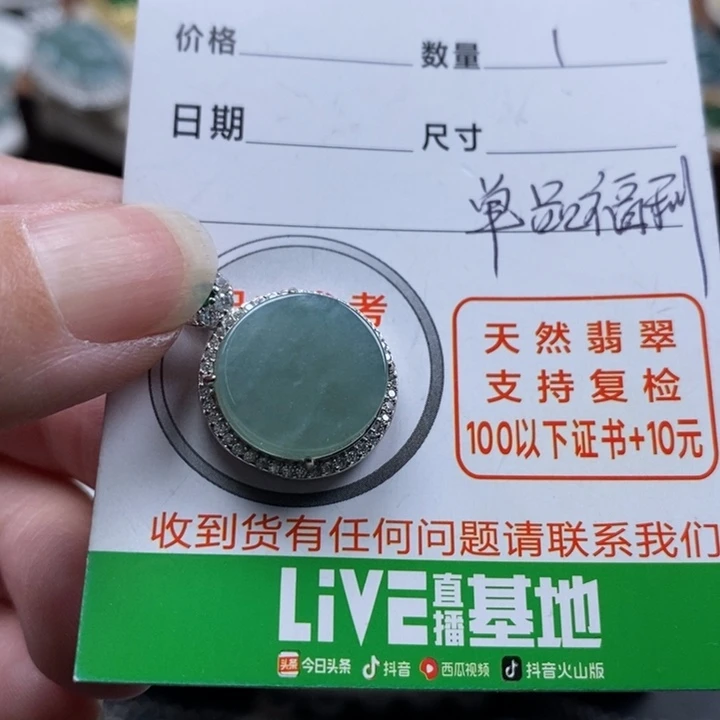 价格 数量 1
日期 尺寸
单品福利
考
天然翡翠
支持复检
100以下证书+10元
收到货有任何问题请联系我们
LiVE直播基地
头条 今日头条 抖音 西瓜视频 抖音火山版